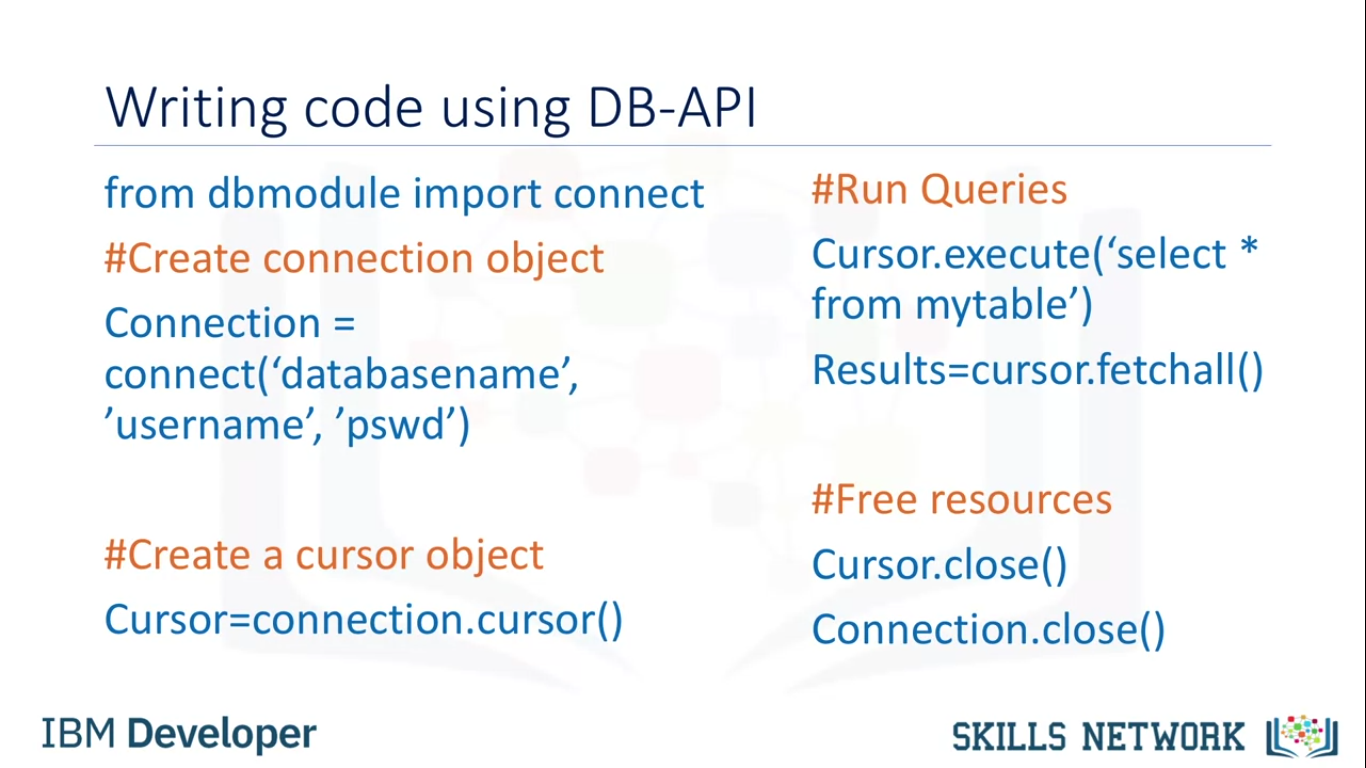 Writing code using DB-API
from dbmodule import connect
#Create connection object
Connection =
connect(‘databasename’,
’username’, ’pswd’)
#Create a cursor object
Cursor=connection.cursor()
#Run Queries
Cursor.execute(‘select *
from mytable’)
Results=cursor.fetchall()
#Free resources
Cursor.close()
Connection.close()
IBM Developer
SKILLS NETWORK